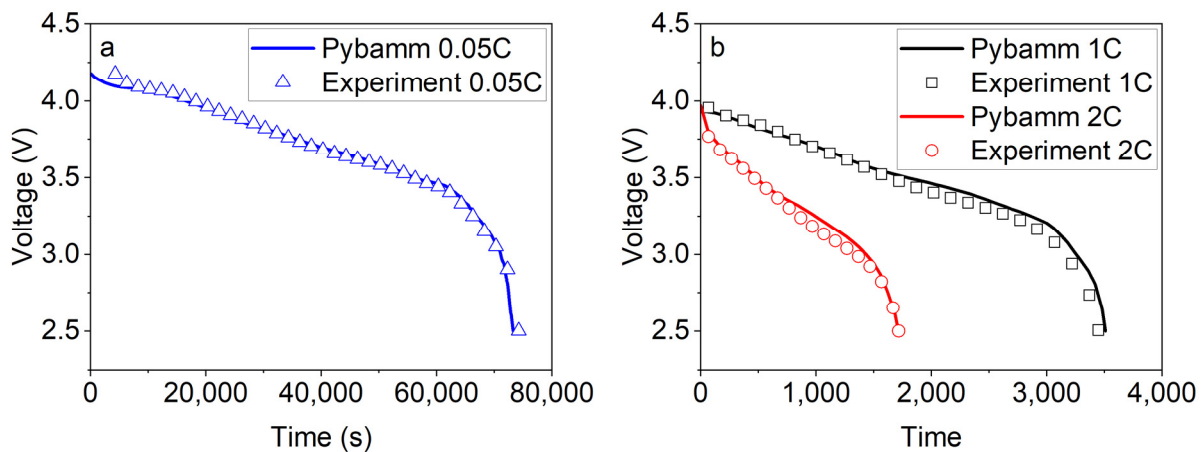 a
Pybamm 0.05C
Experiment 0.05C
4.5
4.0
3.5
3.0
2.5
Voltage (V)
0
20,000
40,000
60,000
80,000
Time (s)
b
Pybamm 1C
Experiment 1C
Pybamm 2C
Experiment 2C
4.5
4.0
3.5
3.0
2.5
Voltage (V)
0
1,000
2,000
3,000
4,000
Time